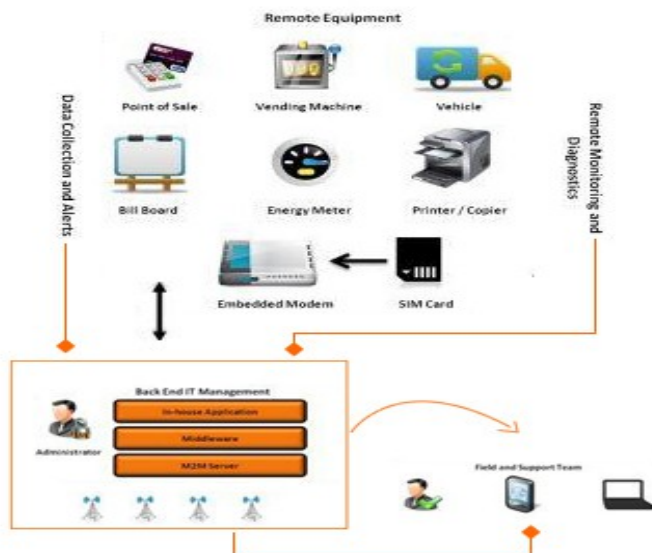 Remote Equipment
Point of Sale
Vending Machine
Vehicle
Data Collection and Alerts
Remote Monitoring and
Diagnostics
Bill Board
Energy Meter
Printer / Copier
Embedded Modem
SIM Card
Back End IT Management
In-house Application
Administrator
Middleware
M2M Server
Field and Support Team